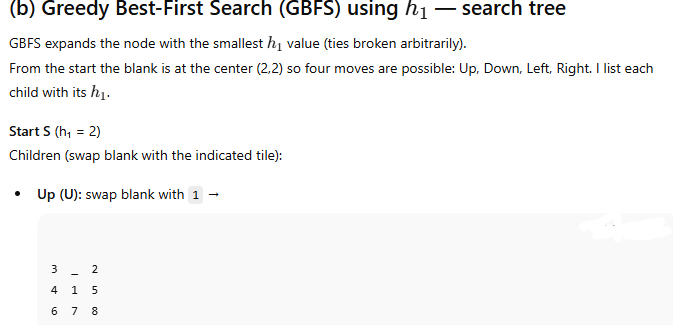 (b) Greedy Best-First Search (GBFS) using h₁ — search tree
GBFS expands the node with the smallest h₁ value (ties broken arbitrarily).
From the start the blank is at the center (2,2) so four moves are possible: Up, Down, Left, Right. I list each
child with its h₁.
Start S (h₁ = 2)
Children (swap blank with the indicated tile):
• Up (U): swap blank with 1 →
3 _ 2
4 1 5
6 7 8